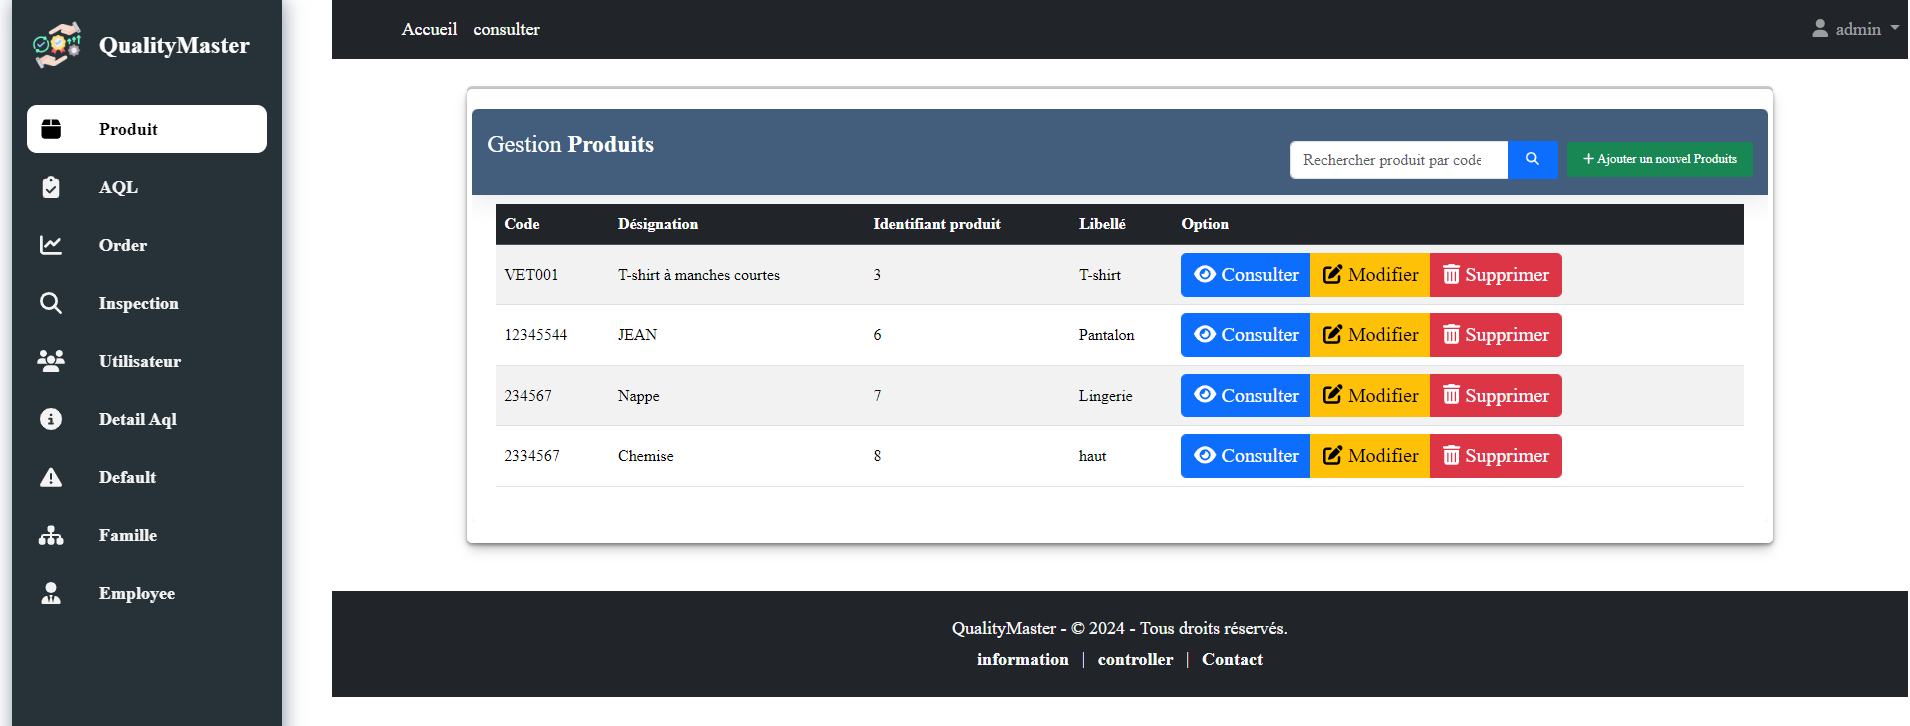 QualityMaster
Produit
AQL
Order
Inspection
Utilisateur
Detail Aql
Default
Famille
Employee
Accueil consulter
admin
Gestion Produits
Rechercher produit par code
+ Ajouter un nouvel Produits
Code Désignation Identifiant produit Libellé Option
VET001 T-shirt à manches courtes 3 T-shirt Consulter Modifier Supprimer
12345544 JEAN 6 Pantalon Consulter Modifier Supprimer
234567 Nappe 7 Lingerie Consulter Modifier Supprimer
2334567 Chemise 8 haut Consulter Modifier Supprimer
QualityMaster - © 2024 - Tous droits réservés.
information | controller | Contact